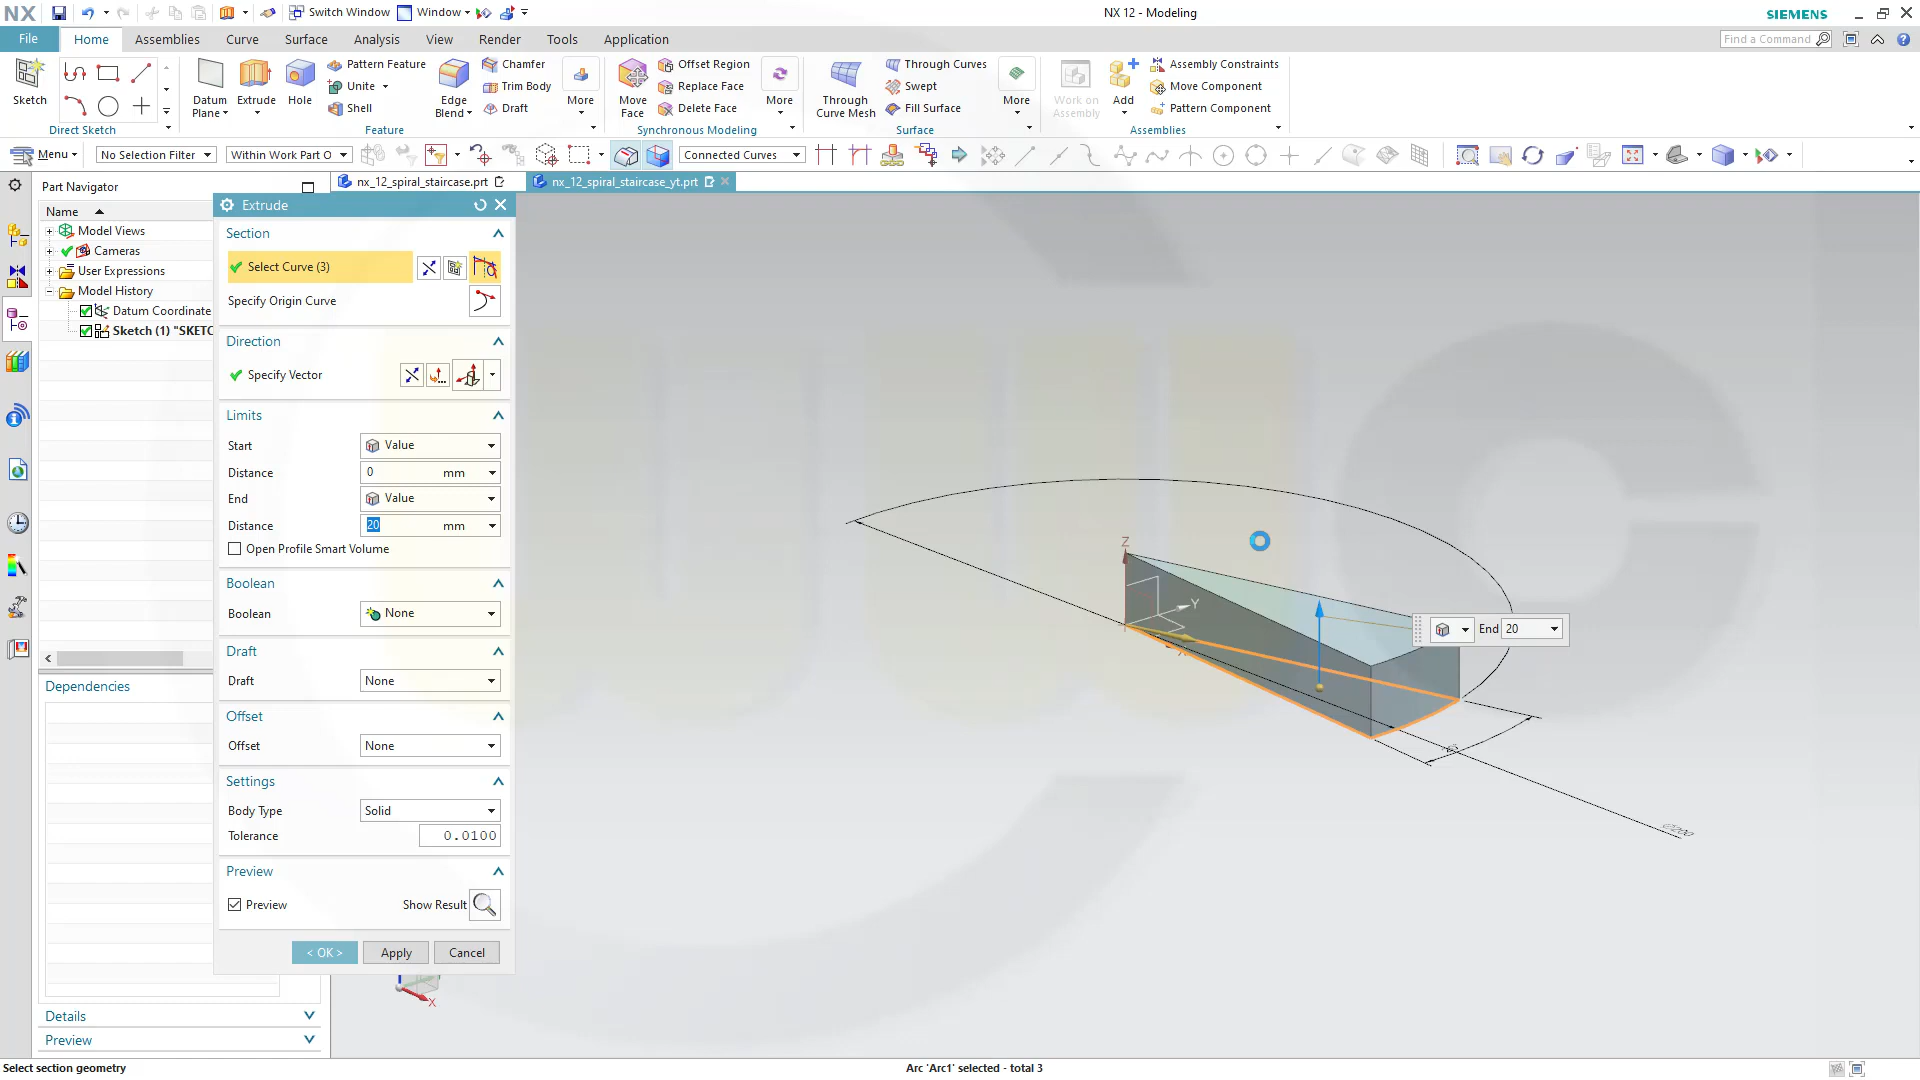 NX
Switch Window
Window
NX 12 - Modeling
SIEMENS
File
Home
Assemblies
Curve
Surface
Analysis
View
Render
Tools
Application
Find a Command
Sketch
Direct Sketch
Datum
Plane
Extrude
Hole
Pattern Feature
Unite
Shell
Edge
Blend
Chamfer
Trim Body
Draft
More
Feature
Move
Face
Offset Region
Replace Face
Delete Face
More
Synchronous Modeling
Through
Curve Mesh
Through Curves
Swept
Fill Surface
More
Surface
Work on
Assembly
Add
Assembly Constraints
Move Component
Pattern Component
Assemblies
Menu
No Selection Filter
Within Work Part O
Connected Curves
Part Navigator
nx_12_spiral_staircase.prt
nx_12_spiral_staircase_yt.prt
Name
Model Views
Cameras
User Expressions
Model History
Datum Coordinate
Sketch (1) "SKETC
Dependencies
Details
Preview
Extrude
Section
Select Curve (3)
Specify Origin Curve
Direction
Specify Vector
Limits
Start
Value
Distance
0 mm
End
Value
Distance
20 mm
Open Profile Smart Volume
Boolean
Boolean
None
Draft
Draft
None
Offset
Offset
None
Settings
Body Type
Solid
Tolerance
0.0100
Preview
Preview
Show Result
< OK >
Apply
Cancel
Z
Y
X
End 20
Ø200
Select section geometry
Arc 'Arc1' selected - total 3